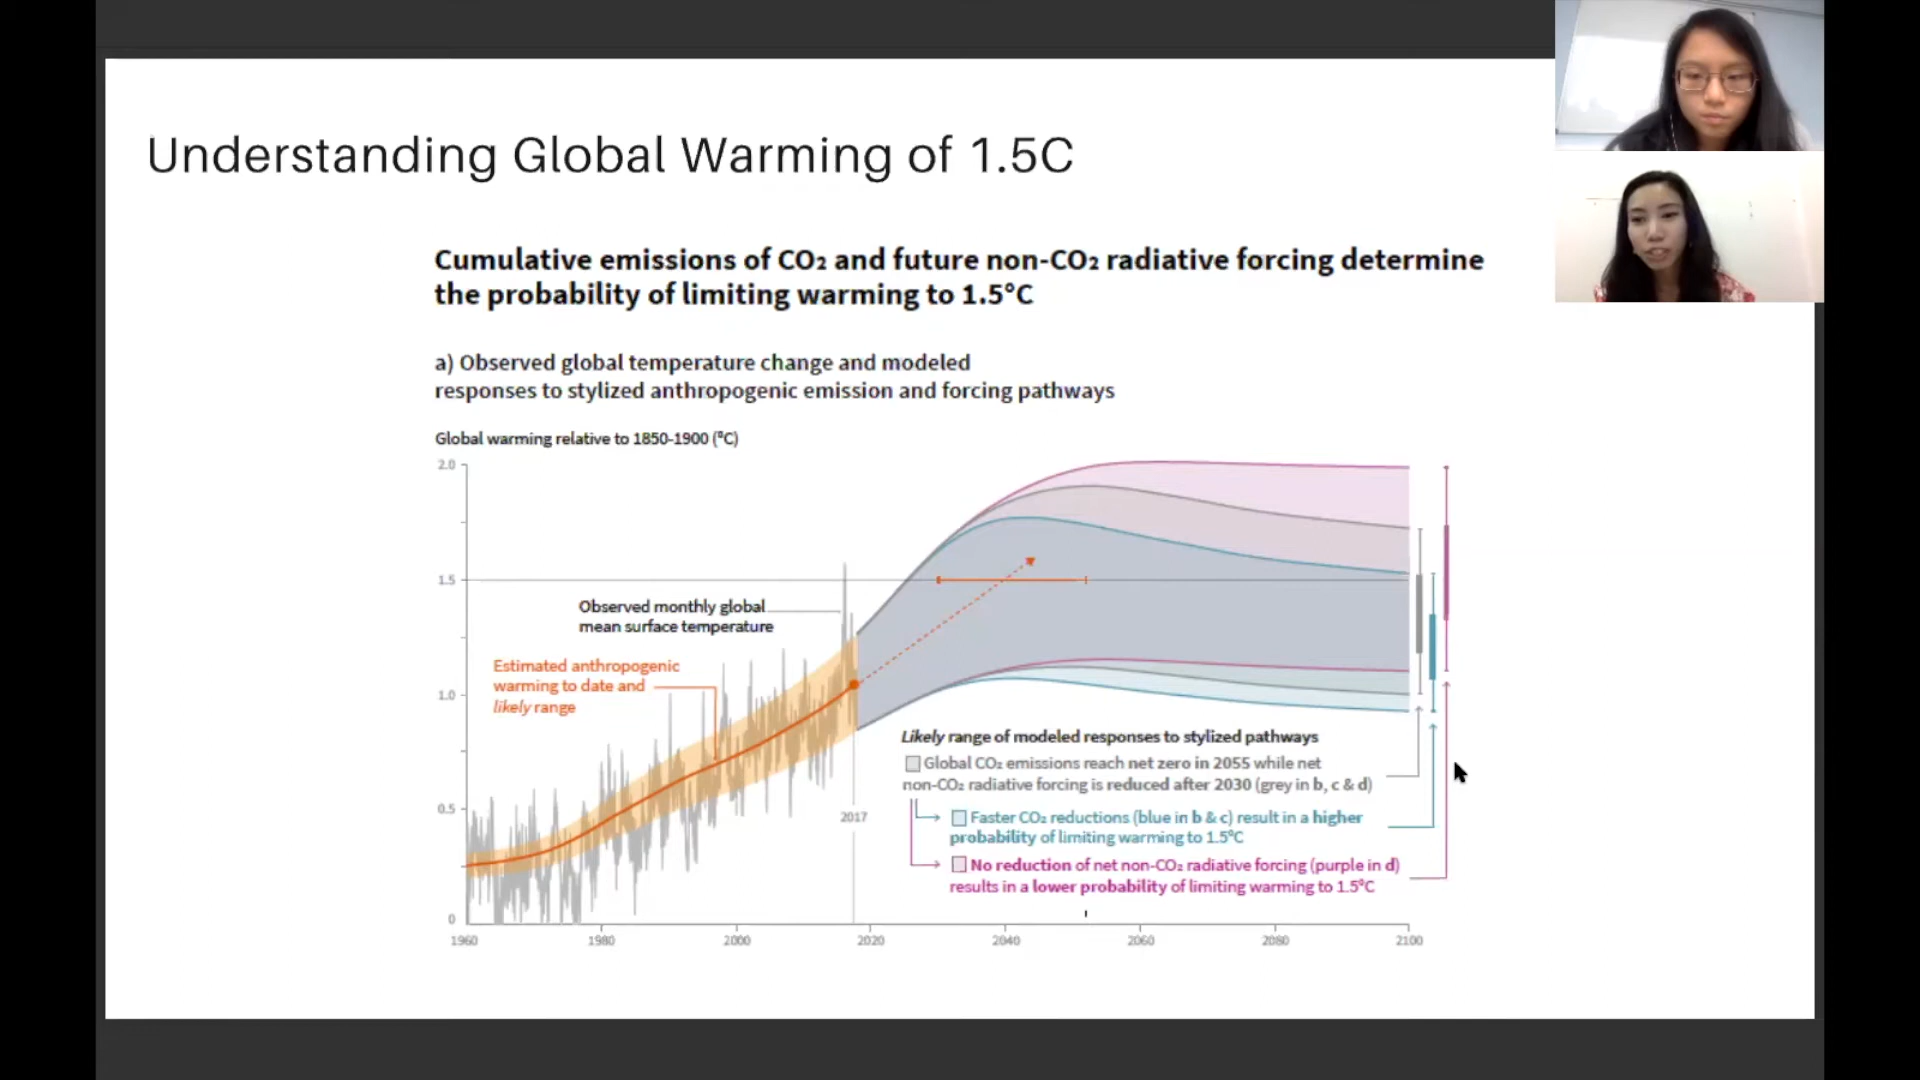 Understanding Global Warming of 1.5C
Cumulative emissions of CO₂ and future non-CO₂ radiative forcing determine
the probability of limiting warming to 1.5°C
a) Observed global temperature change and modeled
responses to stylized anthropogenic emission and forcing pathways
Global warming relative to 1850-1900 (°C)
2.0
1.5
Observed monthly global
mean surface temperature
Estimated anthropogenic
warming to date and
likely range
1.0
Likely range of modeled responses to stylized pathways
Global CO₂ emissions reach net zero in 2055 while net
non-CO₂ radiative forcing is reduced after 2030 (grey in b, c & d)
0.5
2017
Faster CO₂ reductions (blue in b & c) result in a higher
probability of limiting warming to 1.5°C
No reduction of net non-CO₂ radiative forcing (purple in d)
results in a lower probability of limiting warming to 1.5°C
0
1960 1980 2000 2020 2040 2060 2080 2100